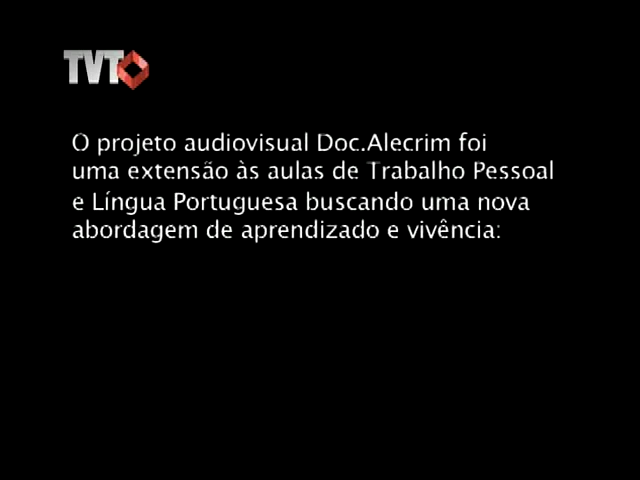 TVT
O projeto audiovisual Doc.Alecrim foi
uma extensão às aulas de Trabalho Pessoal
e Língua Portuguesa buscando uma nova
abordagem de aprendizado e vivência: